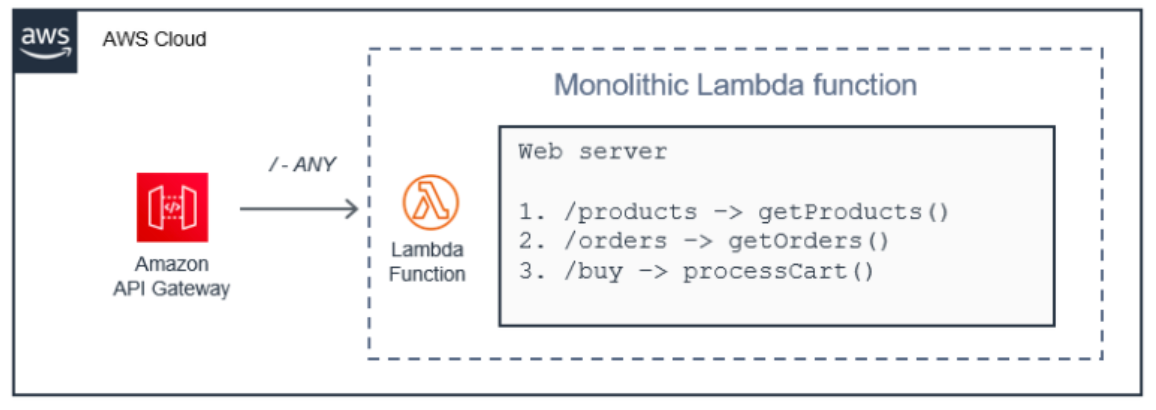 aws
AWS Cloud
Monolithic Lambda function
/ - ANY
Web server
1. /products -> getProducts()
2. /orders -> getOrders()
3. /buy -> processCart()
Lambda
Function
Amazon
API Gateway